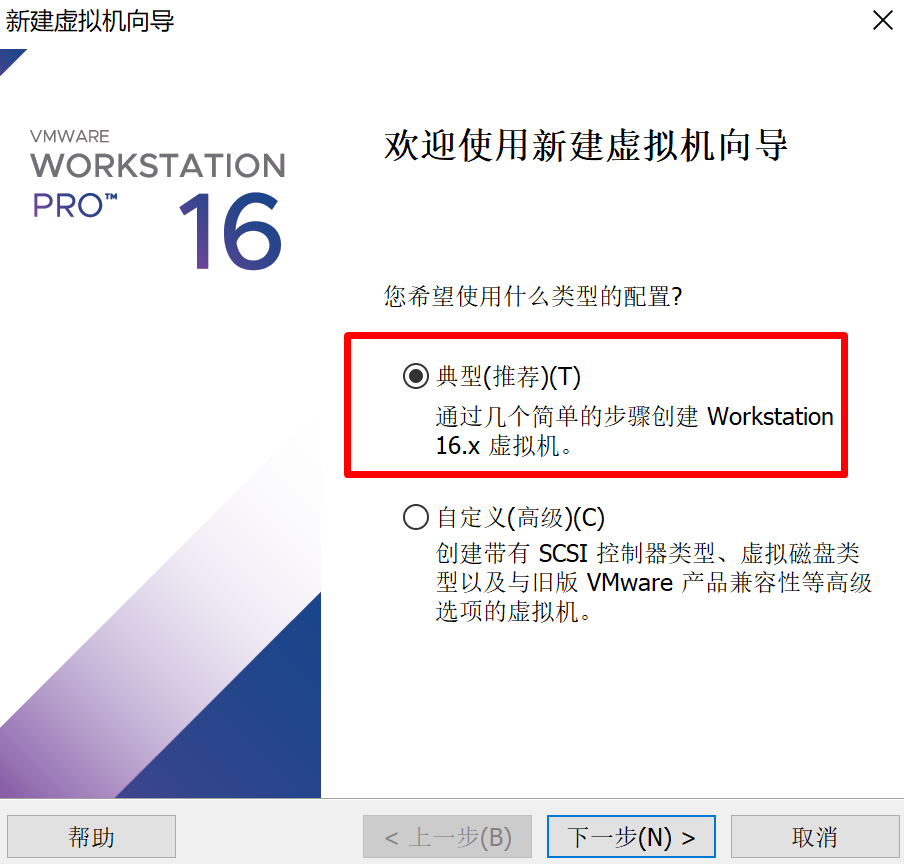 新建虚拟机向导
VMWARE
WORKSTATION
PRO™
16
欢迎使用新建虚拟机向导
您希望使用什么类型的配置?
典型(推荐)(T)
通过几个简单的步骤创建 Workstation
16.x 虚拟机。
自定义(高级)(C)
创建带有 SCSI 控制器类型、虚拟磁盘类
型以及与旧版 VMware 产品兼容性等高级
选项的虚拟机。
帮助
< 上一步(B)
下一步(N) >
取消